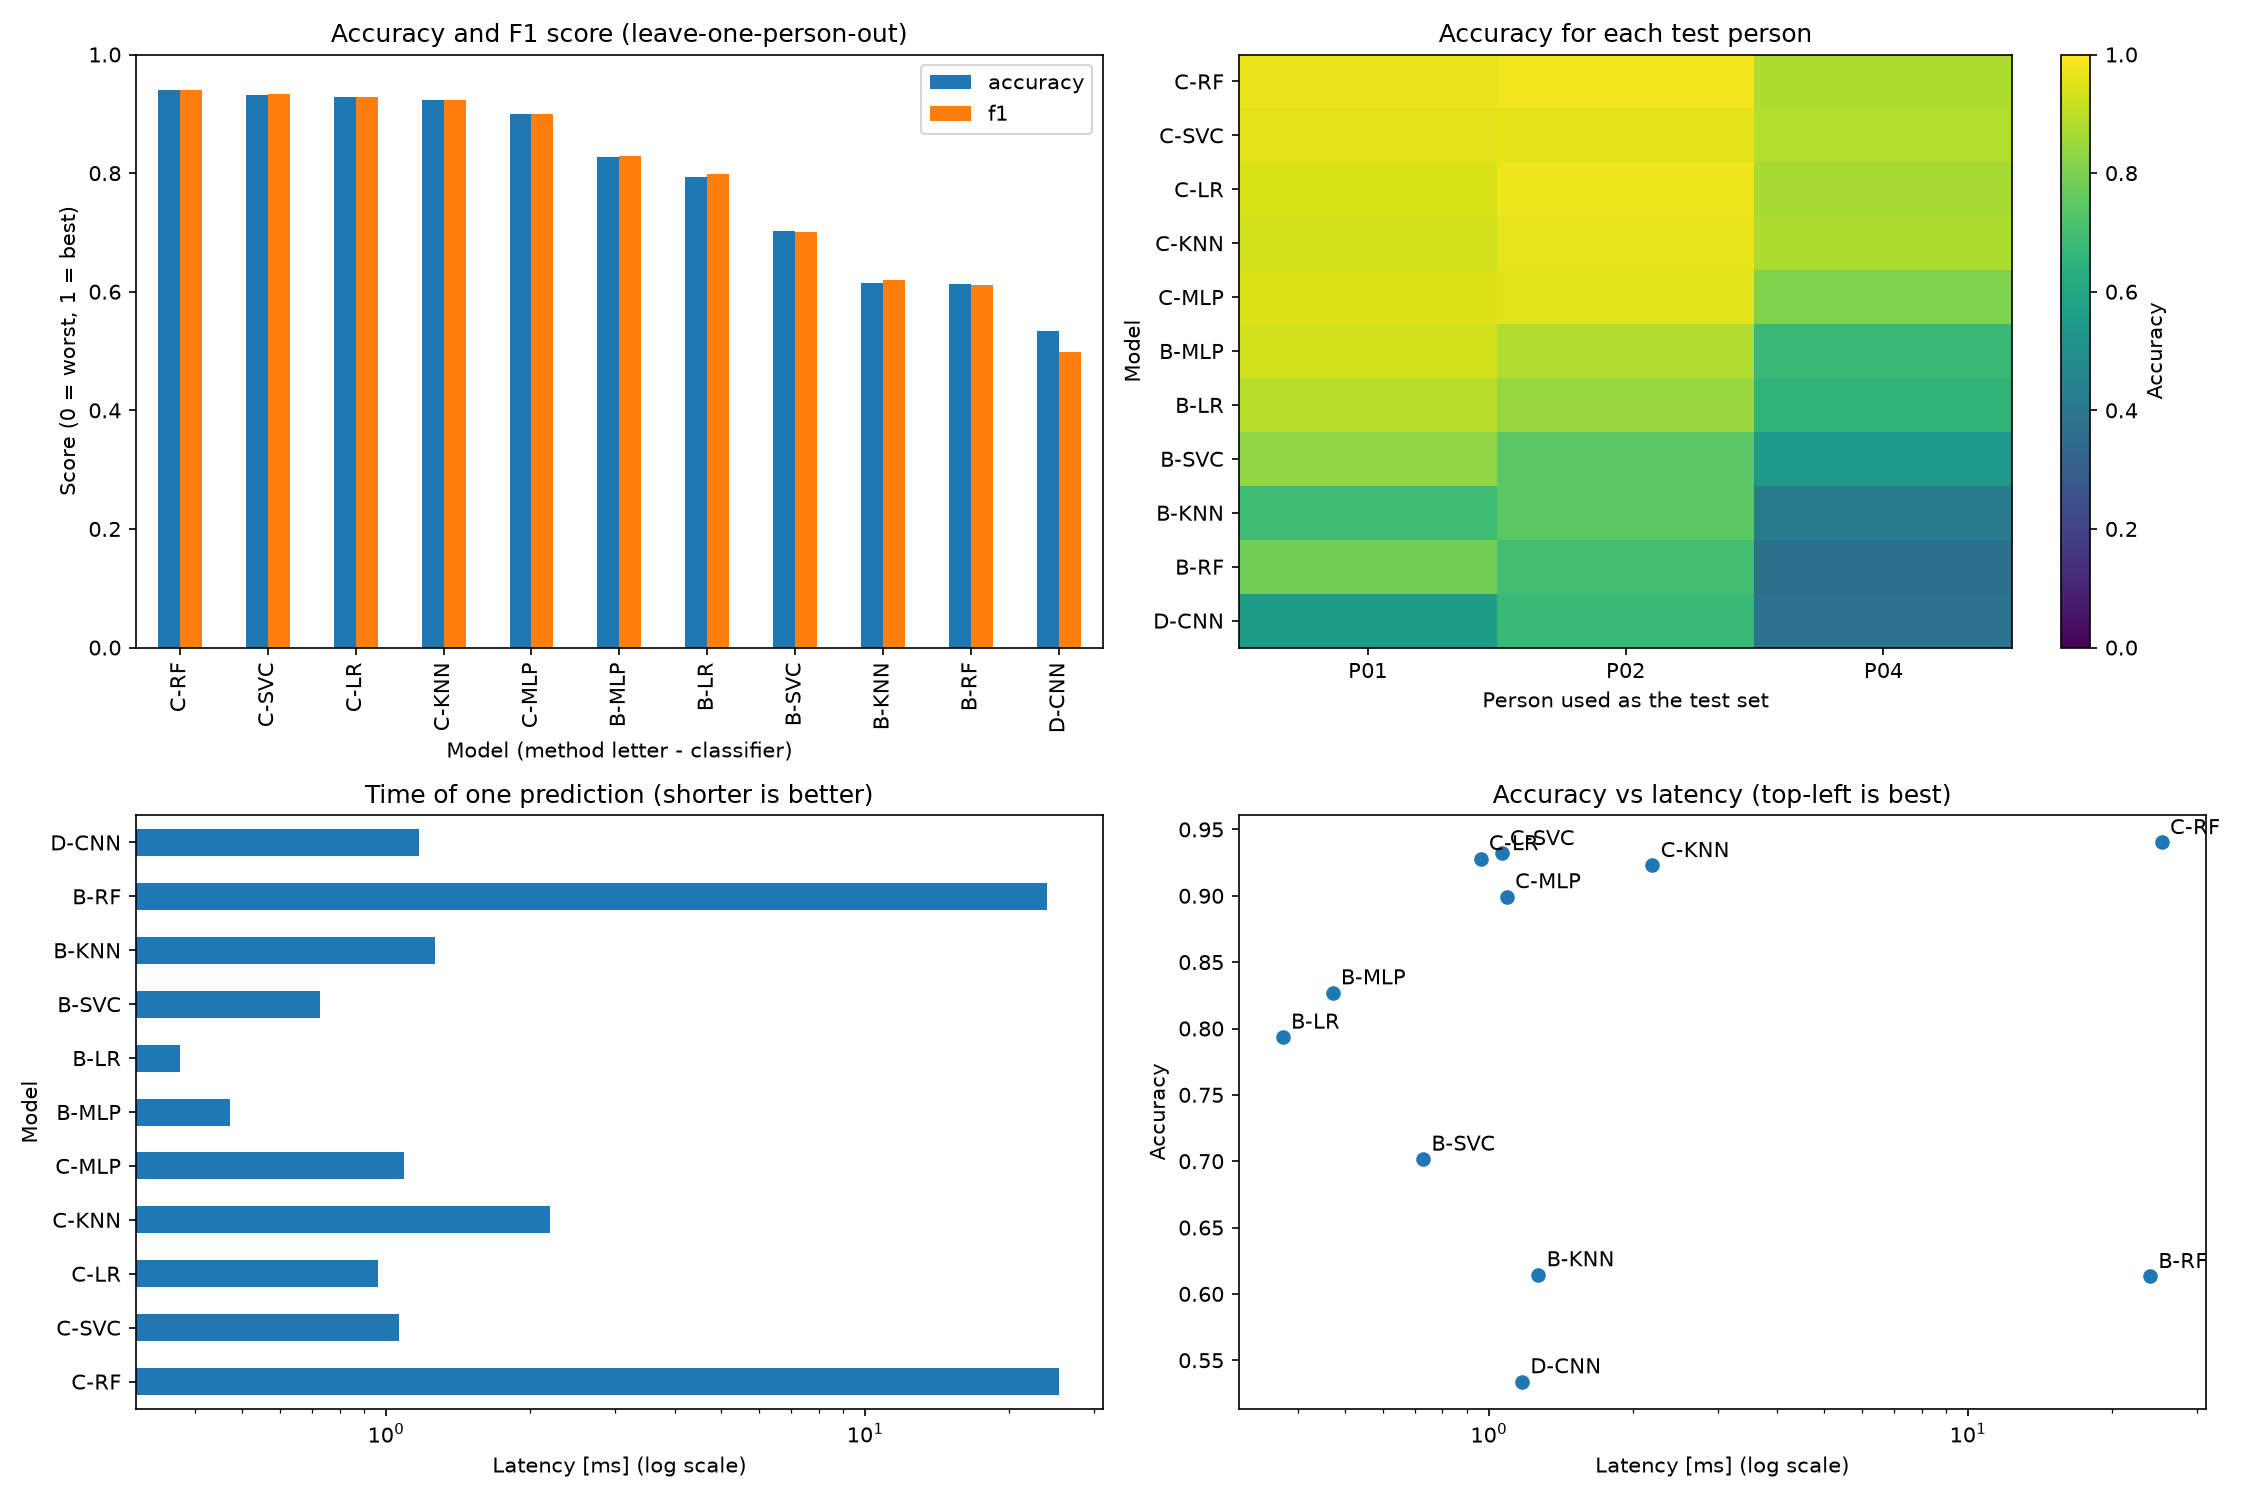 Accuracy and F1 score (leave-one-person-out)
Score (0 = worst, 1 = best)
1.0
0.8
0.6
0.4
0.2
0.0
accuracy
f1
C-RF
C-SVC
C-LR
C-KNN
C-MLP
B-MLP
B-LR
B-SVC
B-KNN
B-RF
D-CNN
Model (method letter - classifier)
Accuracy for each test person
Model
C-RF
C-SVC
C-LR
C-KNN
C-MLP
B-MLP
B-LR
B-SVC
B-KNN
B-RF
D-CNN
P01
P02
P04
Person used as the test set
1.0
0.8
0.6
0.4
0.2
0.0
Accuracy
Time of one prediction (shorter is better)
Model
D-CNN
B-RF
B-KNN
B-SVC
B-LR
B-MLP
C-MLP
C-KNN
C-LR
C-SVC
C-RF
10⁰
10¹
Latency [ms] (log scale)
Accuracy vs latency (top-left is best)
Accuracy
0.95
0.90
0.85
0.80
0.75
0.70
0.65
0.60
0.55
C-RF
C-SVC
C-LR
C-KNN
C-MLP
B-MLP
B-LR
B-SVC
B-KNN
B-RF
D-CNN
10⁰
10¹
Latency [ms] (log scale)